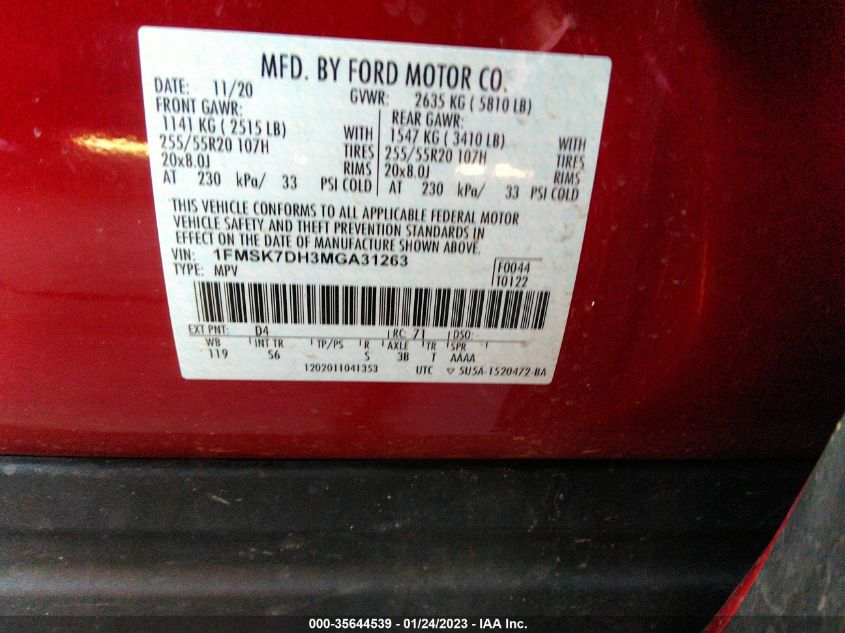 MFD. BY FORD MOTOR CO.
DATE: 11/20
GVWR: 2635 KG ( 5810 LB)
FRONT GAWR:
1141 KG ( 2515 LB)
WITH
255/55R20 107H
TIRES
20x8.0J
RIMS
AT 230 kPa/ 33 PSI COLD
REAR GAWR:
1547 KG ( 3410 LB)
WITH
255/55R20 107H
TIRES
20x8.0J
RIMS
AT 230 kPa/ 33 PSI COLD
THIS VEHICLE CONFORMS TO ALL APPLICABLE FEDERAL MOTOR
VEHICLE SAFETY AND THEFT PREVENTION STANDARDS IN
EFFECT ON THE DATE OF MANUFACTURE SHOWN ABOVE.
VIN: 1FMSK7DH3MGA31263
TYPE: MPV
F0044
T0122
EXT PNT: D4 RC: 71 DSO:
WB INT TR TP/PS R AXLE TR SPR
119 S6 S 3B T AAAA
1202011041353 UTC ▽ 5U5A-1520472-BA
000-35644539 - 01/24/2023 - IAA Inc.